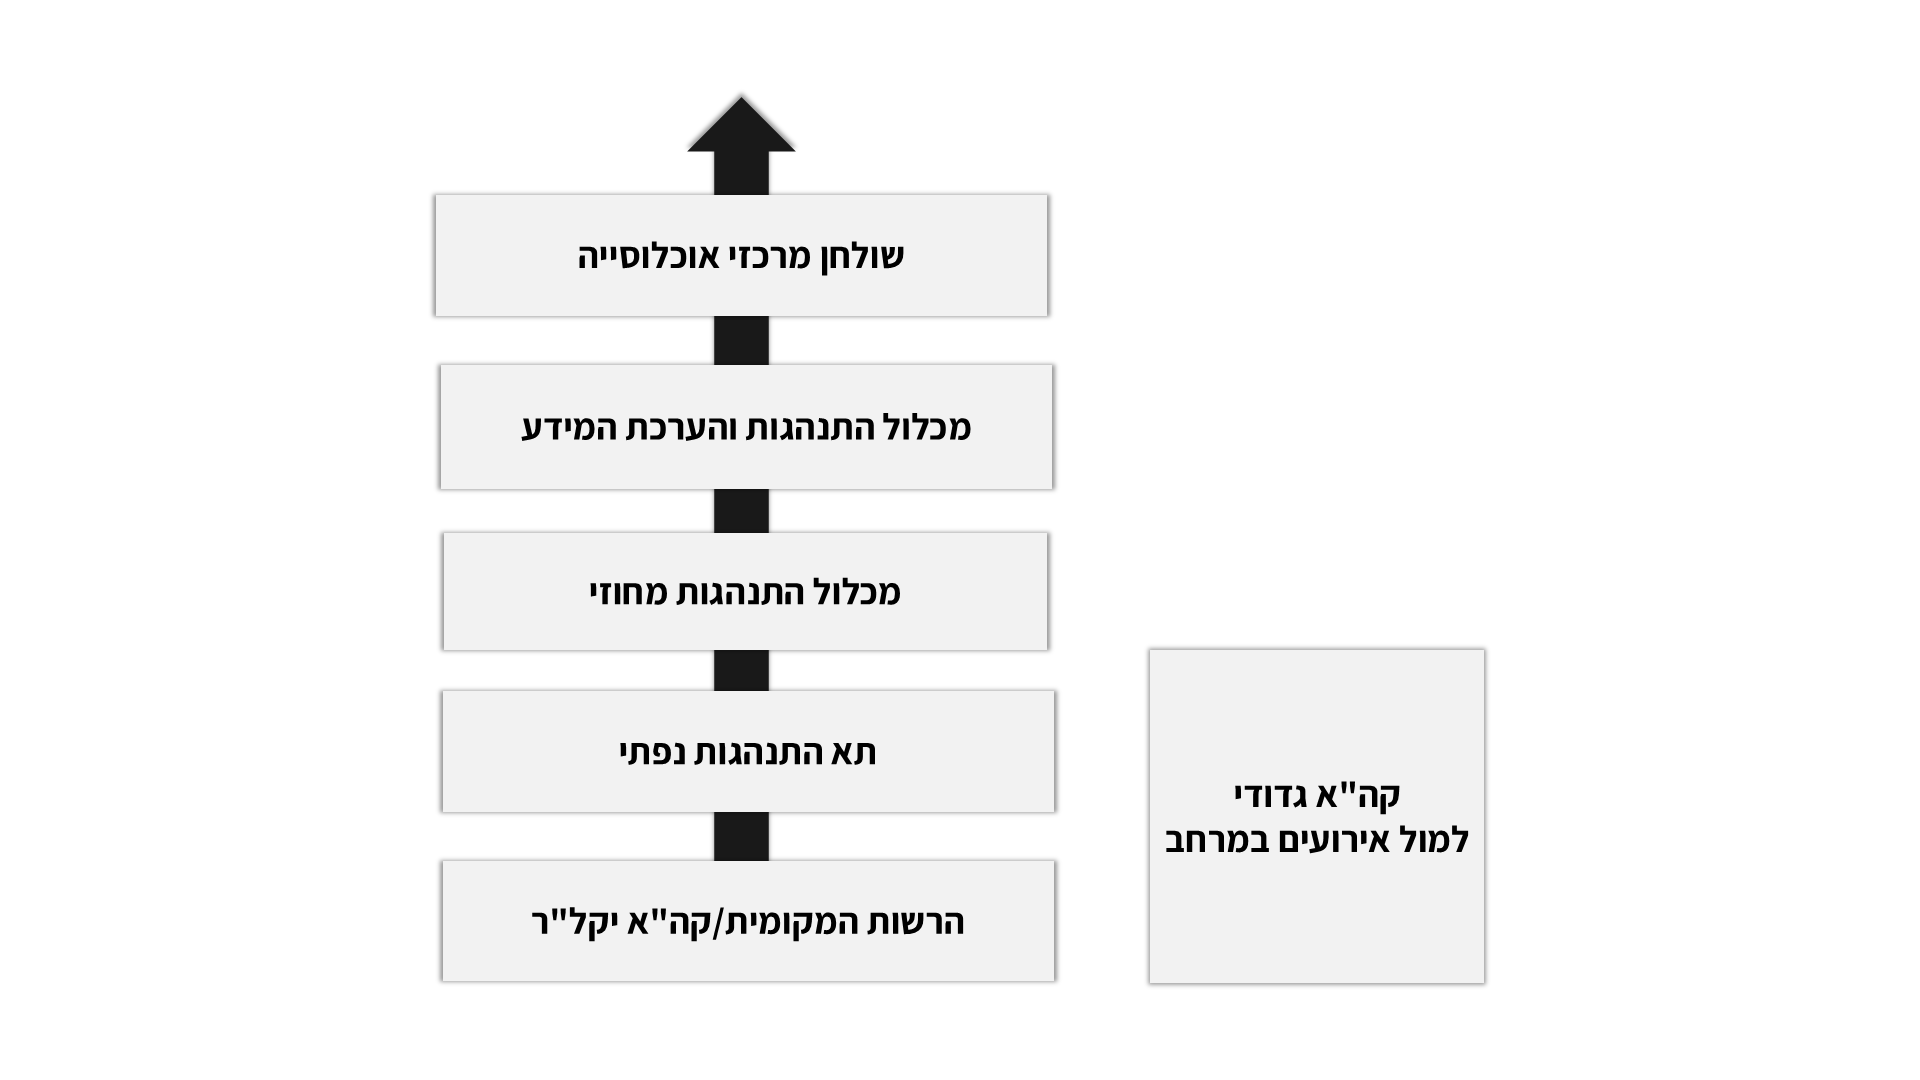 שולחן מרכזי אוכלוסייה
מכלול התנהגות והערכת המידע
מכלול התנהגות מחוזי
תא התנהגות נפתי
הרשות המקומית/קה"א יקל"ר
קה"א גדודי
למול אירועים במרחב